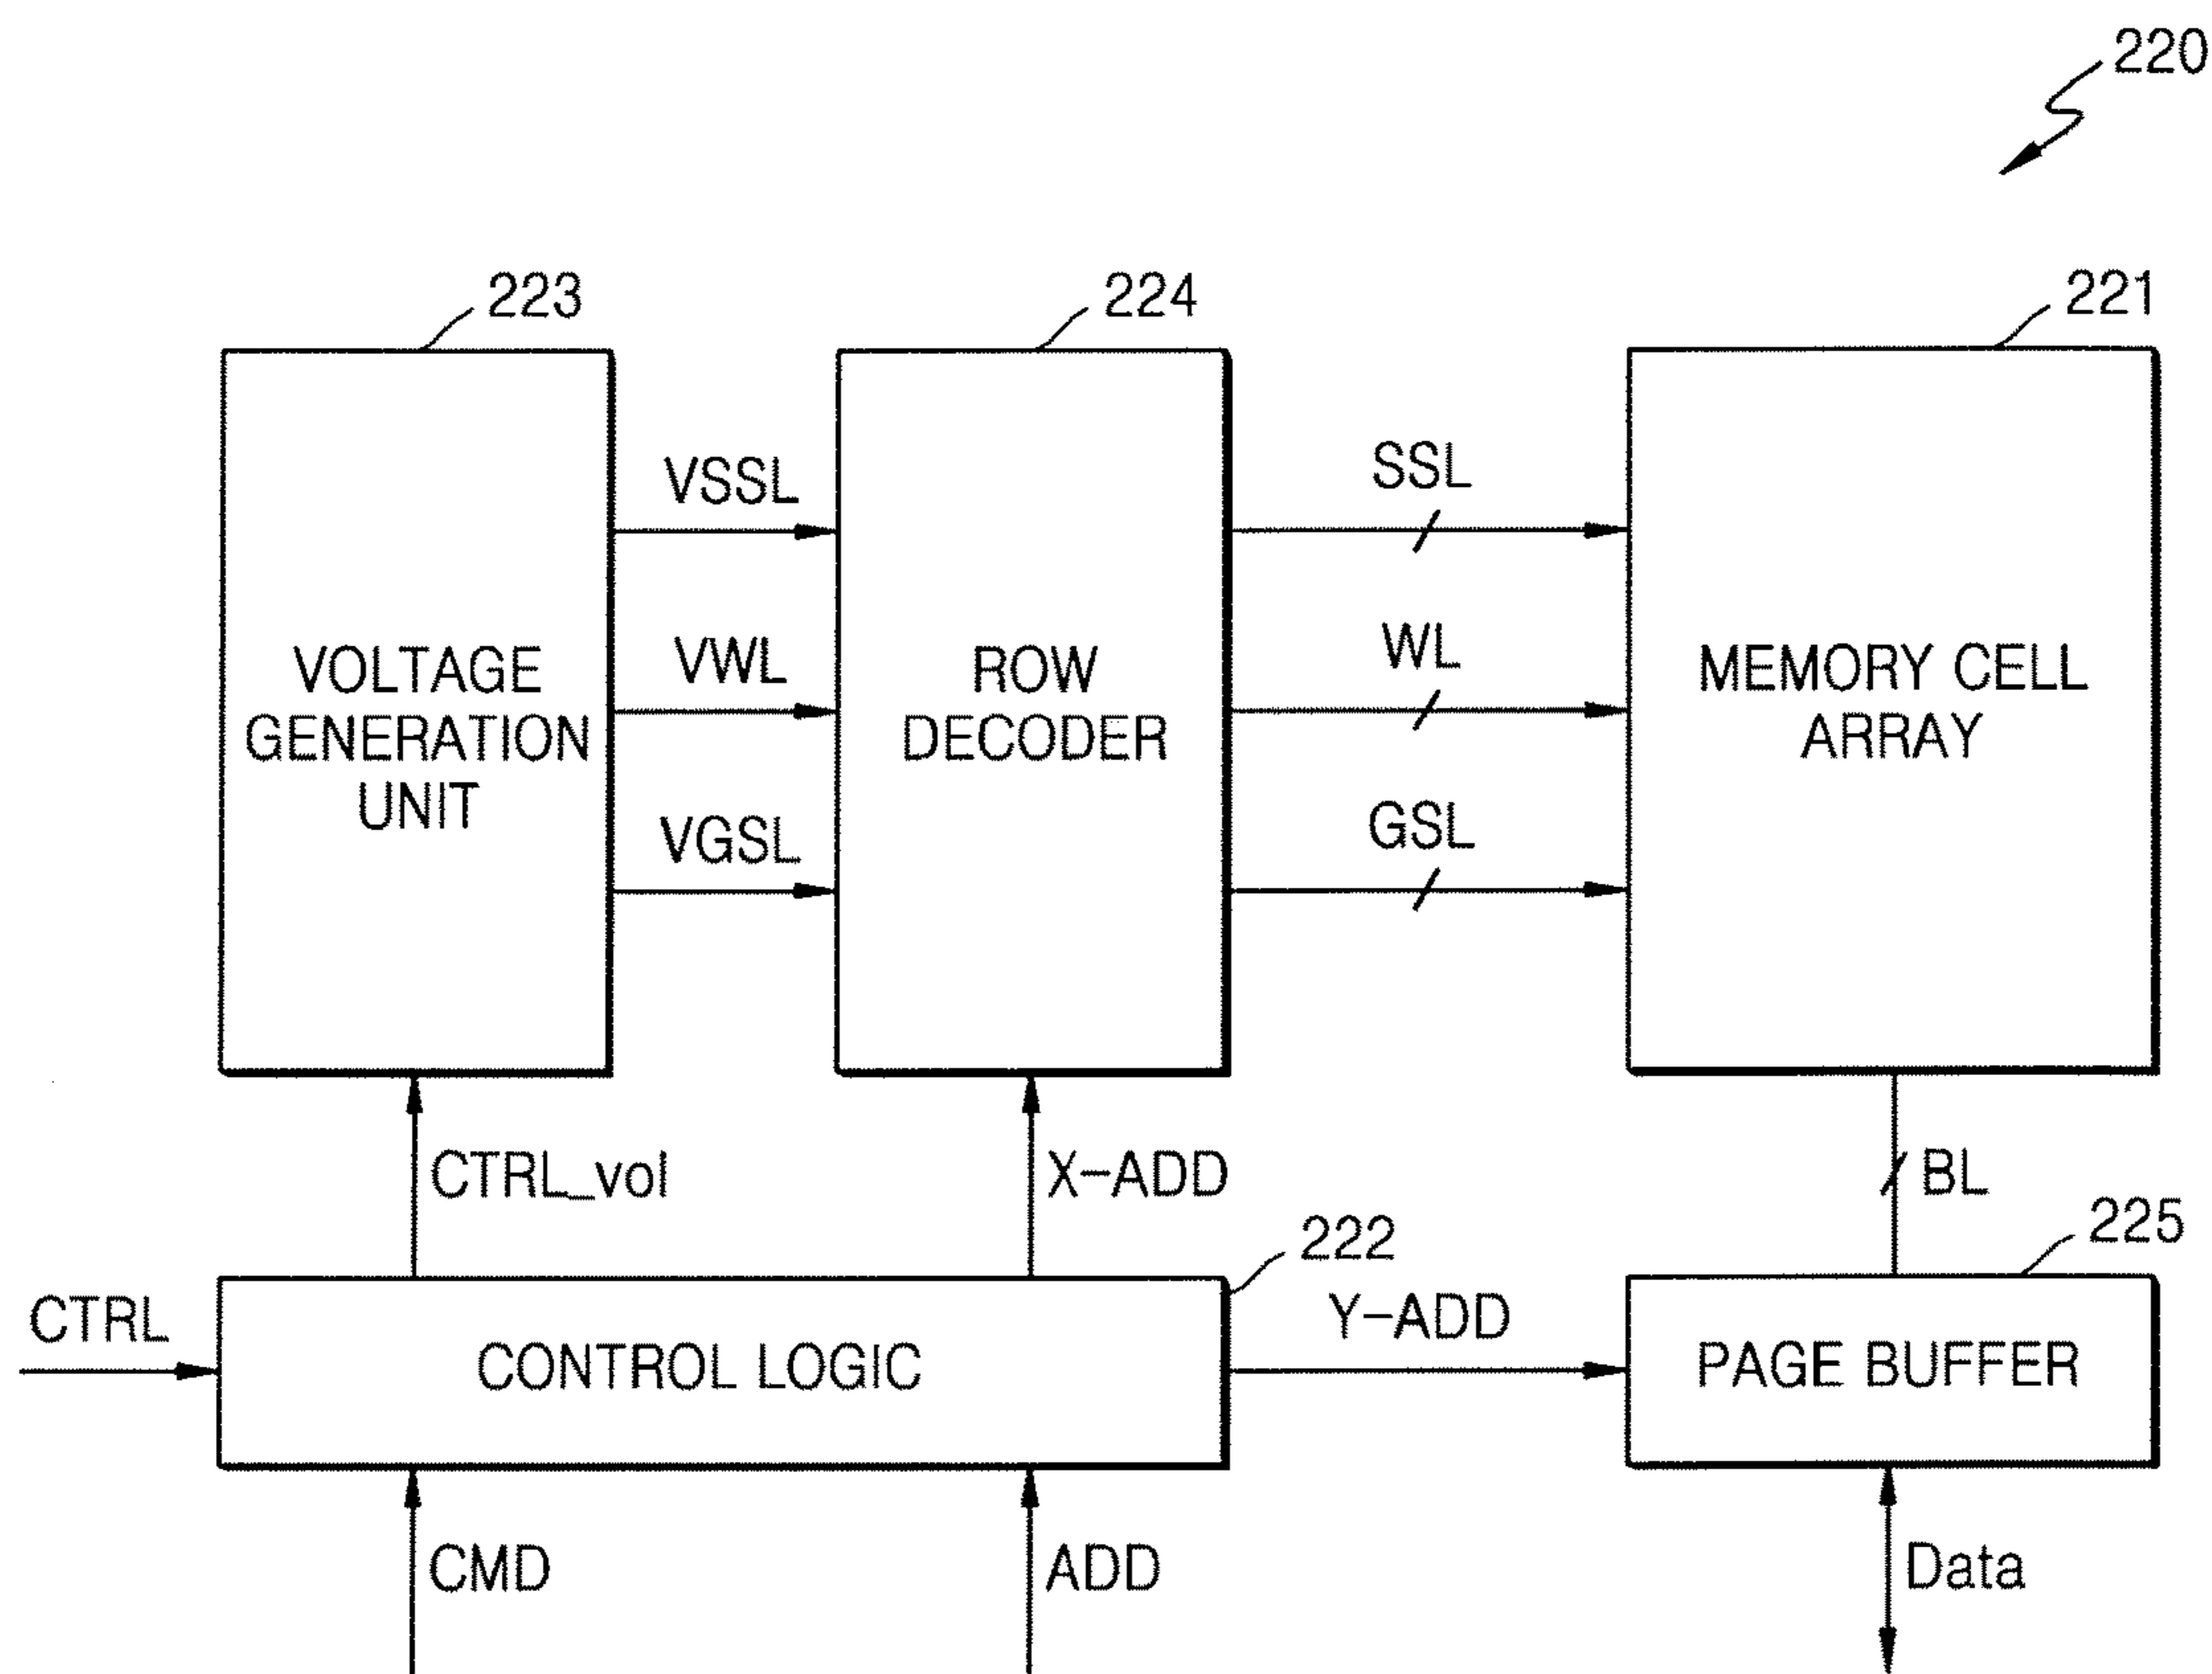 220
223
224
221
VSSL
SSL
VWL
WL
VOLTAGE
GENERATION
UNIT
ROW
DECODER
MEMORY CELL
ARRAY
VGSL
GSL
CTRL_vol
X-ADD
BL
222
225
CTRL
CONTROL LOGIC
Y-ADD
PAGE BUFFER
CMD
ADD
Data